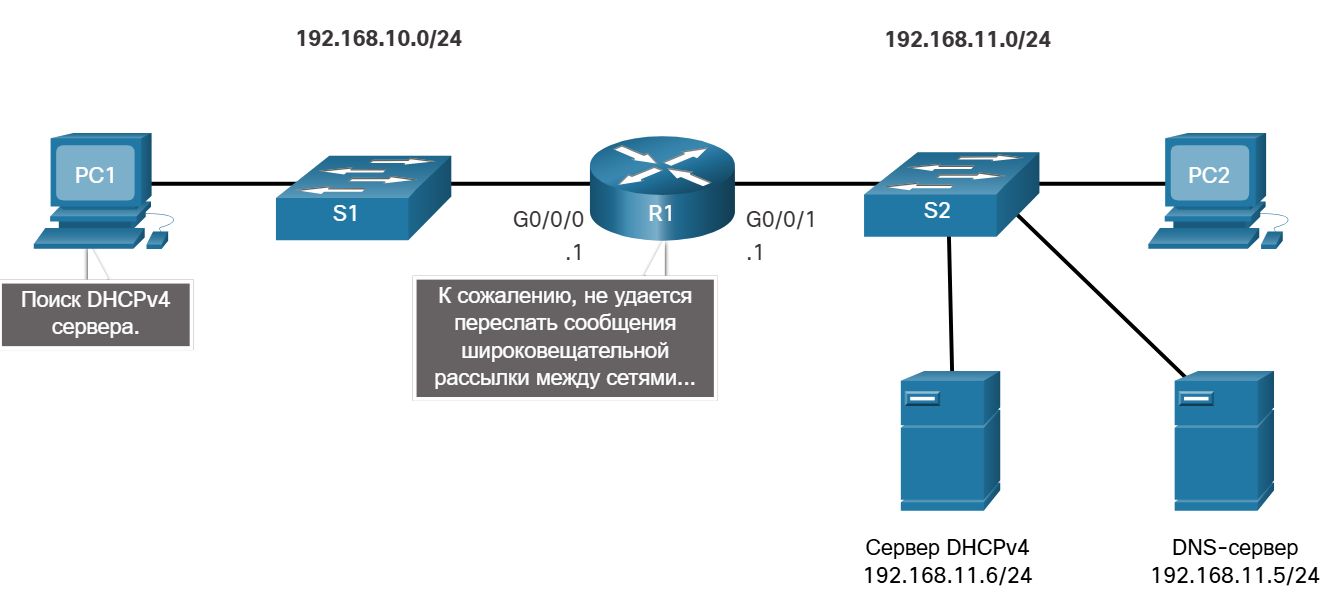 192.168.10.0/24
192.168.11.0/24
PC1
S1
R1
S2
PC2
G0/0/0
.1
G0/0/1
.1
Поиск DHCPv4
сервера.
К сожалению, не удается
переслать сообщения
широковещательной
рассылки между сетями...
Сервер DHCPv4
192.168.11.6/24
DNS-сервер
192.168.11.5/24